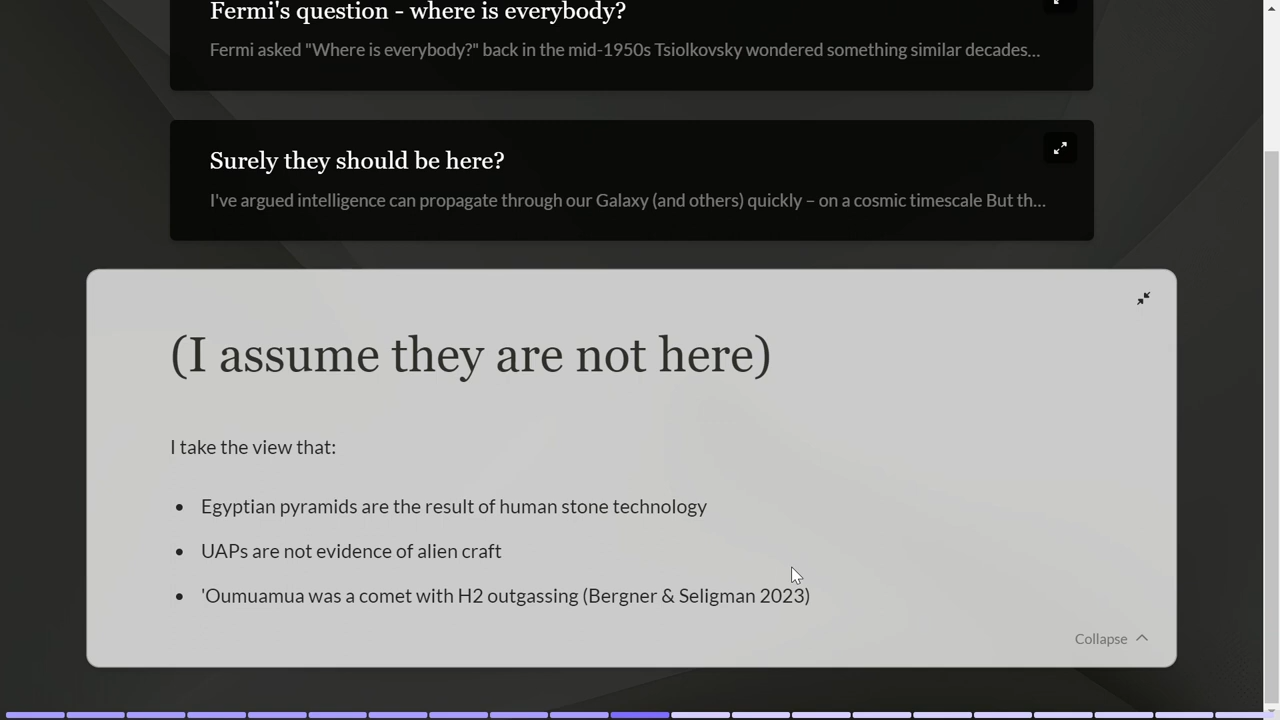 Fermi's question - where is everybody?
Fermi asked "Where is everybody?" back in the mid-1950s Tsiolkovsky wondered something similar decades...
Surely they should be here?
I've argued intelligence can propagate through our Galaxy (and others) quickly – on a cosmic timescale But th...
(I assume they are not here)
I take the view that:
• Egyptian pyramids are the result of human stone technology
• UAPs are not evidence of alien craft
• 'Oumuamua was a comet with H2 outgassing (Bergner & Seligman 2023)
Collapse